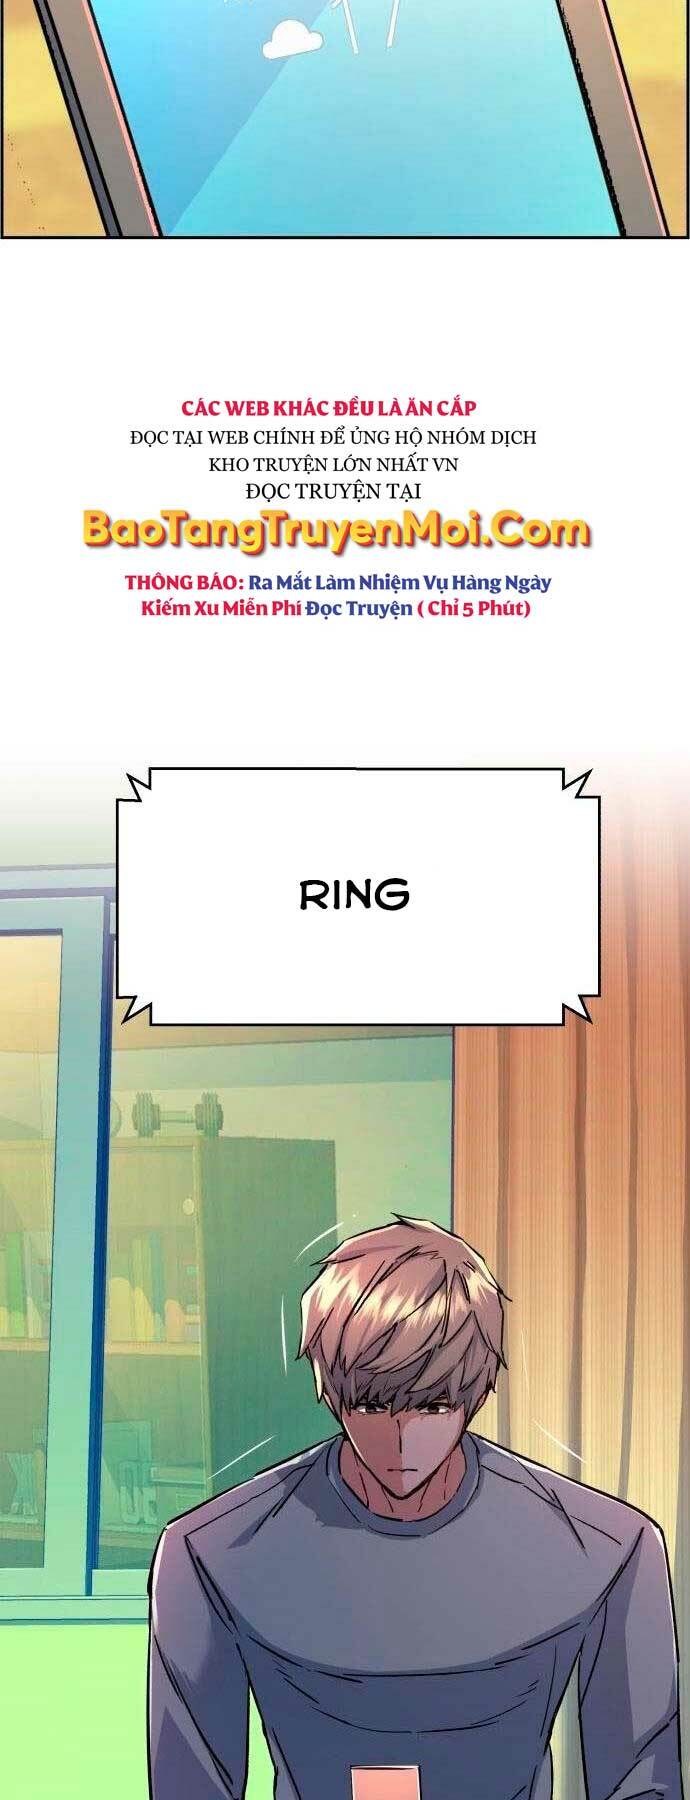 CÁC WEB KHÁC ĐỀU LÀ ĂN CẮP
ĐỌC TẠI WEB CHÍNH ĐỂ ỦNG HỘ NHÓM DỊCH
KHO TRUYỆN LỚN NHẤT VN
ĐỌC TRUYỆN TẠI
BaoTangTruyenMoi.Com
THÔNG BÁO: Ra Mắt Làm Nhiệm Vụ Hàng Ngày
Kiếm Xu Miễn Phí Đọc Truyện ( Chỉ 5 Phút)
RING